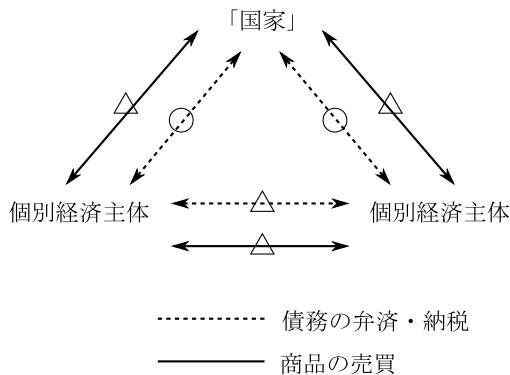 「国家」
個別経済主体
個別経済主体
債務の弁済・納税
商品の売買